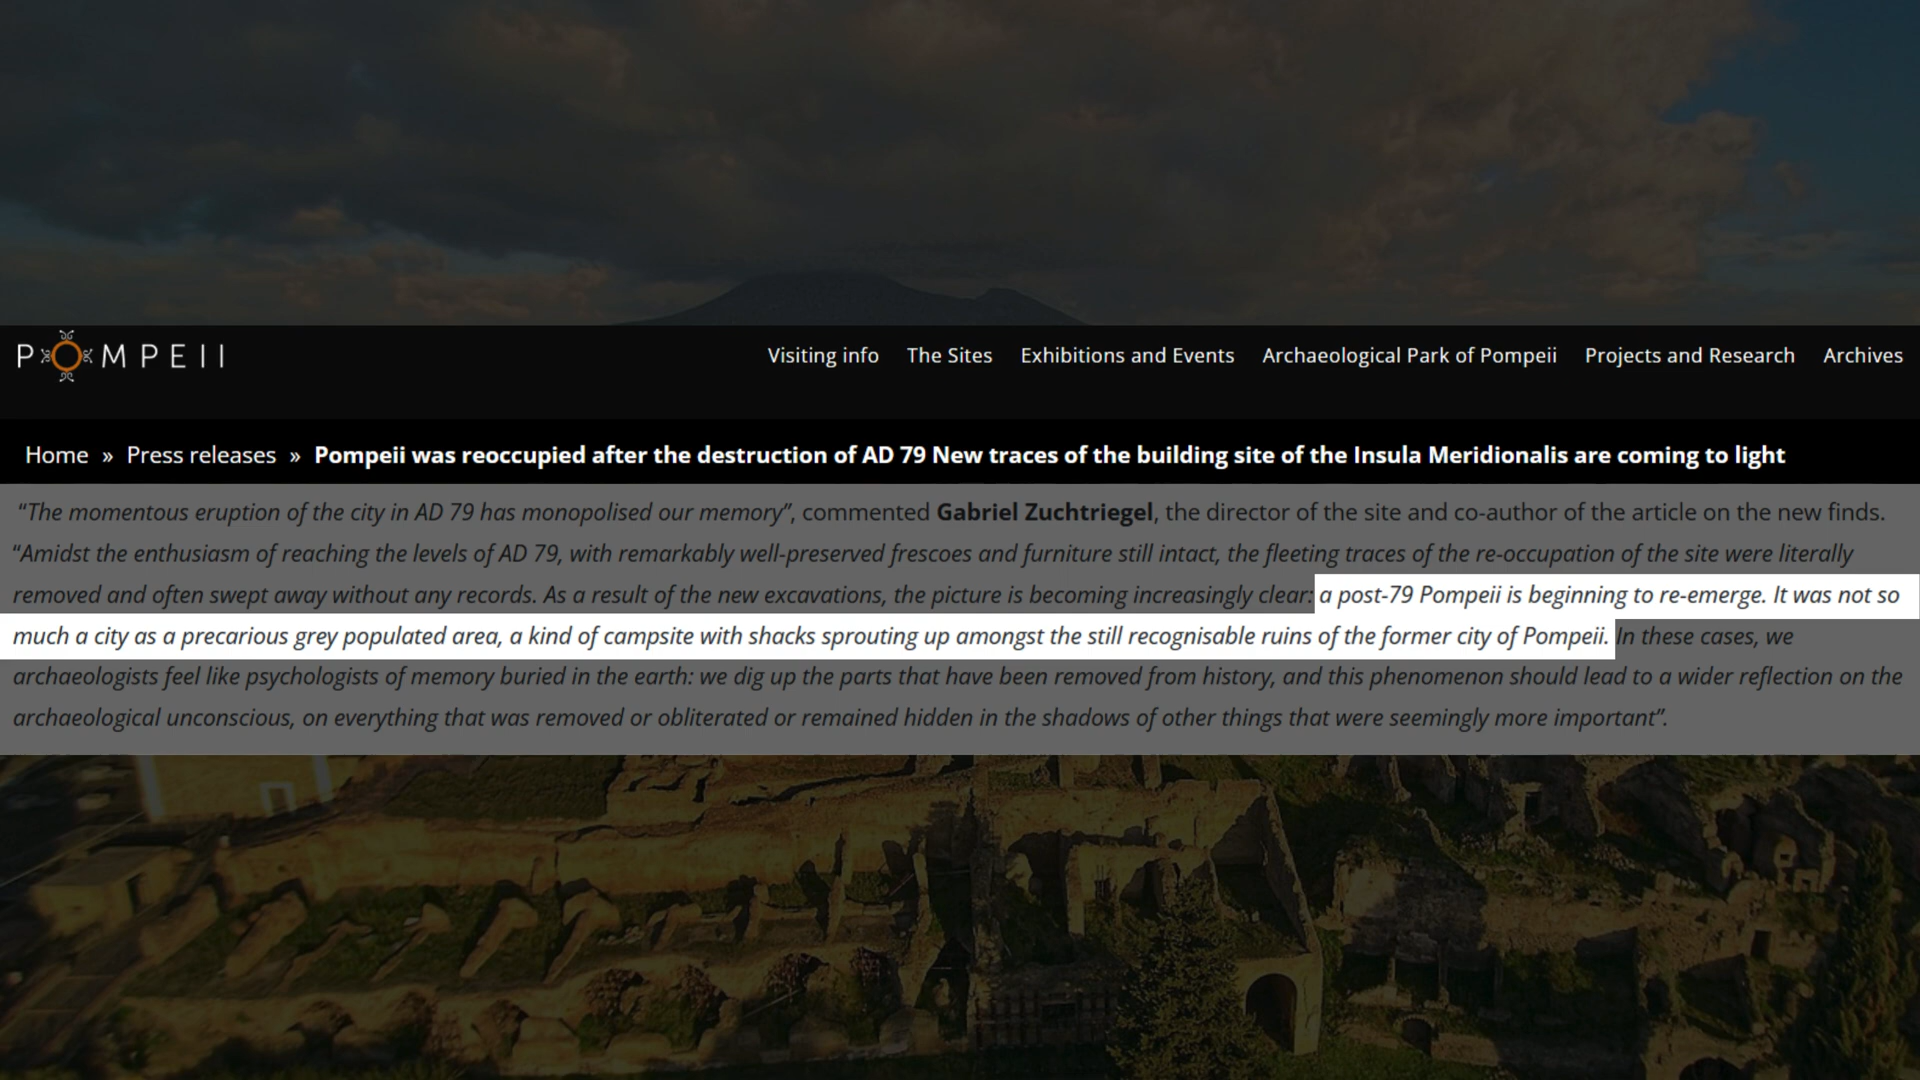 POMPEII
Visiting info The Sites Exhibitions and Events Archaeological Park of Pompeii Projects and Research Archives
Home » Press releases » Pompeii was reoccupied after the destruction of AD 79 New traces of the building site of the Insula Meridionalis are coming to light
“The momentous eruption of the city in AD 79 has monopolised our memory”, commented Gabriel Zuchtriegel, the director of the site and co-author of the article on the new finds.
“Amidst the enthusiasm of reaching the levels of AD 79, with remarkably well-preserved frescoes and furniture still intact, the fleeting traces of the re-occupation of the site were literally
removed and often swept away without any records. As a result of the new excavations, the picture is becoming increasingly clear: a post-79 Pompeii is beginning to re-emerge. It was not so
much a city as a precarious grey populated area, a kind of campsite with shacks sprouting up amongst the still recognisable ruins of the former city of Pompeii. In these cases, we
archaeologists feel like psychologists of memory buried in the earth: we dig up the parts that have been removed from history, and this phenomenon should lead to a wider reflection on the
archaeological unconscious, on everything that was removed or obliterated or remained hidden in the shadows of other things that were seemingly more important”.